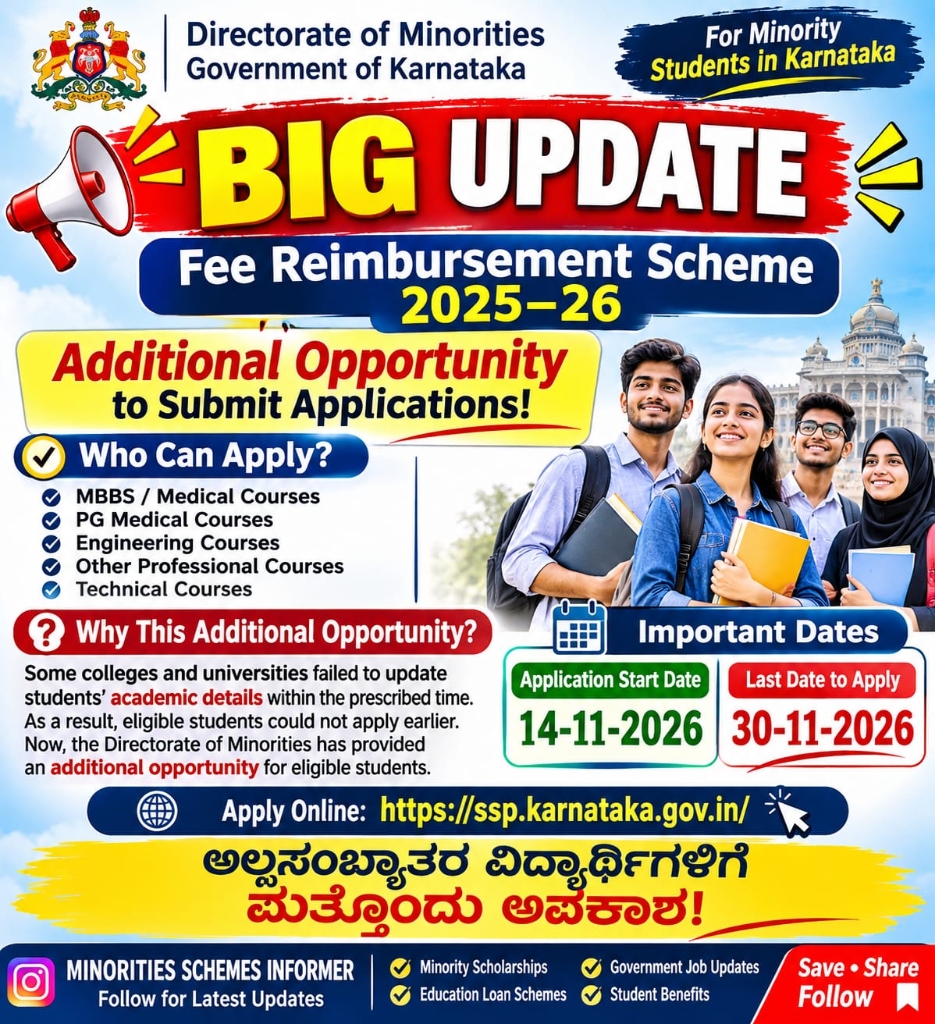 Directorate of Minorities
Government of Karnataka
For Minority
Students in Karnataka
BIG UPDATE
Fee Reimbursement Scheme
2025–26
Additional Opportunity
to Submit Applications!
Who Can Apply?
MBBS / Medical Courses
PG Medical Courses
Engineering Courses
Other Professional Courses
Technical Courses
Why This Additional Opportunity?
Some colleges and universities failed to update
students' academic details within the prescribed time.
As a result, eligible students could not apply earlier.
Now, the Directorate of Minorities has provided
an additional opportunity for eligible students.
Important Dates
Application Start Date
14-11-2026
Last Date to Apply
30-11-2026
Apply Online: https://ssp.karnataka.gov.in/
ವಿದ್ಯಾರ್ಥಿಗಳಿಗೆ
ಅವಕಾಶ!
MINORITIES SCHEMES INFORMER
Follow for Latest Updates
Minority Scholarships
Education Loan Schemes
Government Job Updates
Student Benefits
Save • Share
Follow